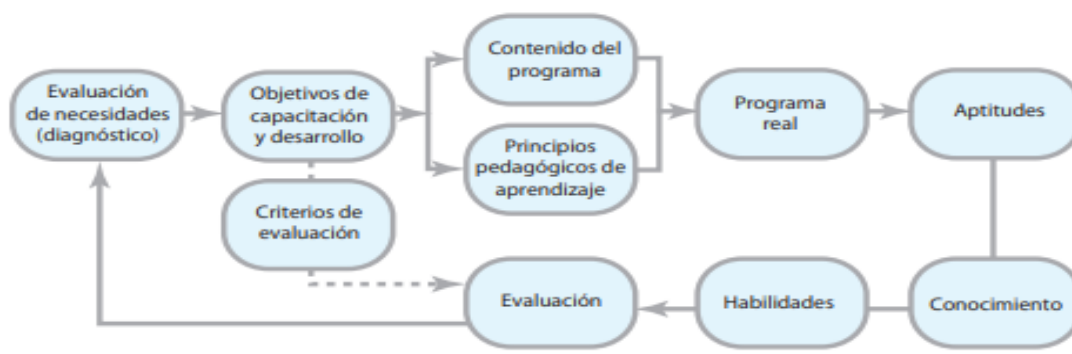 Evaluación
de necesidades
(diagnóstico)
Objetivos de
capacitación
y desarrollo
Contenido del
programa
Principios
pedagógicos de
aprendizaje
Programa
real
Aptitudes
Criterios de
evaluación
Evaluación
Habilidades
Conocimiento